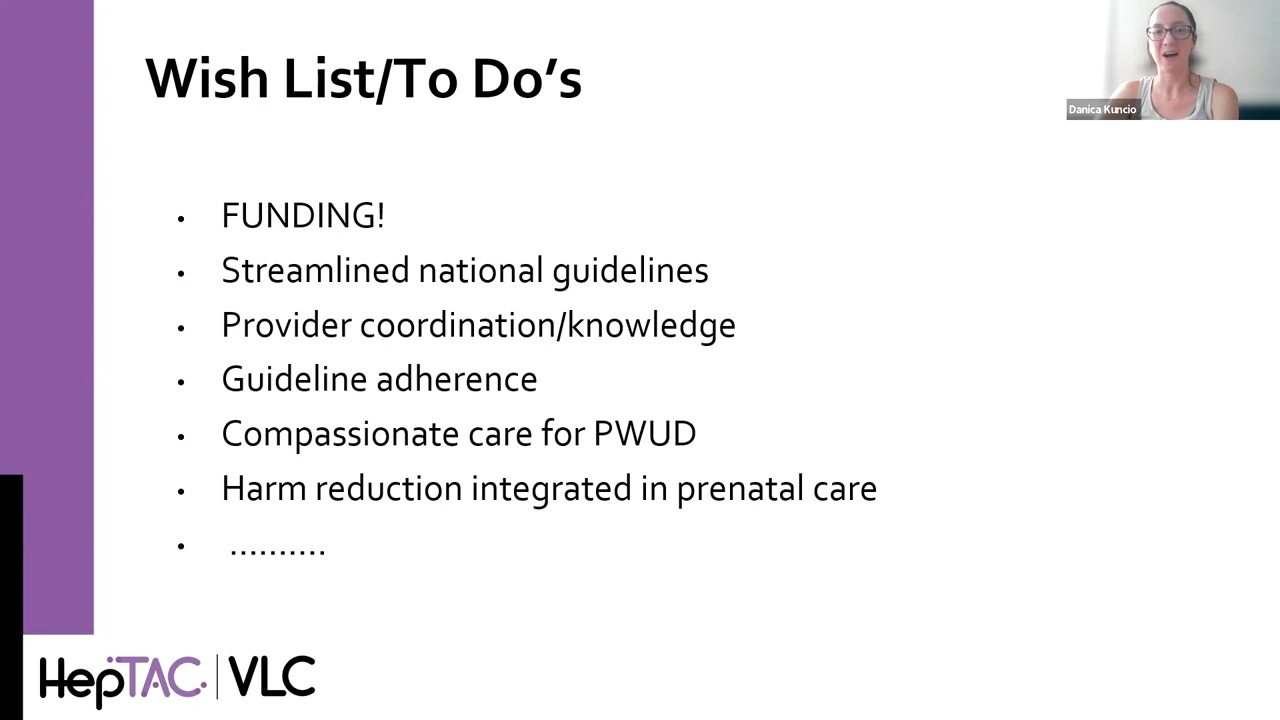 Wish List/To Do’s
Danica Kuncio
• FUNDING!
• Streamlined national guidelines
• Provider coordination/knowledge
• Guideline adherence
• Compassionate care for PWUD
• Harm reduction integrated in prenatal care
• ..........
HepTAC | VLC